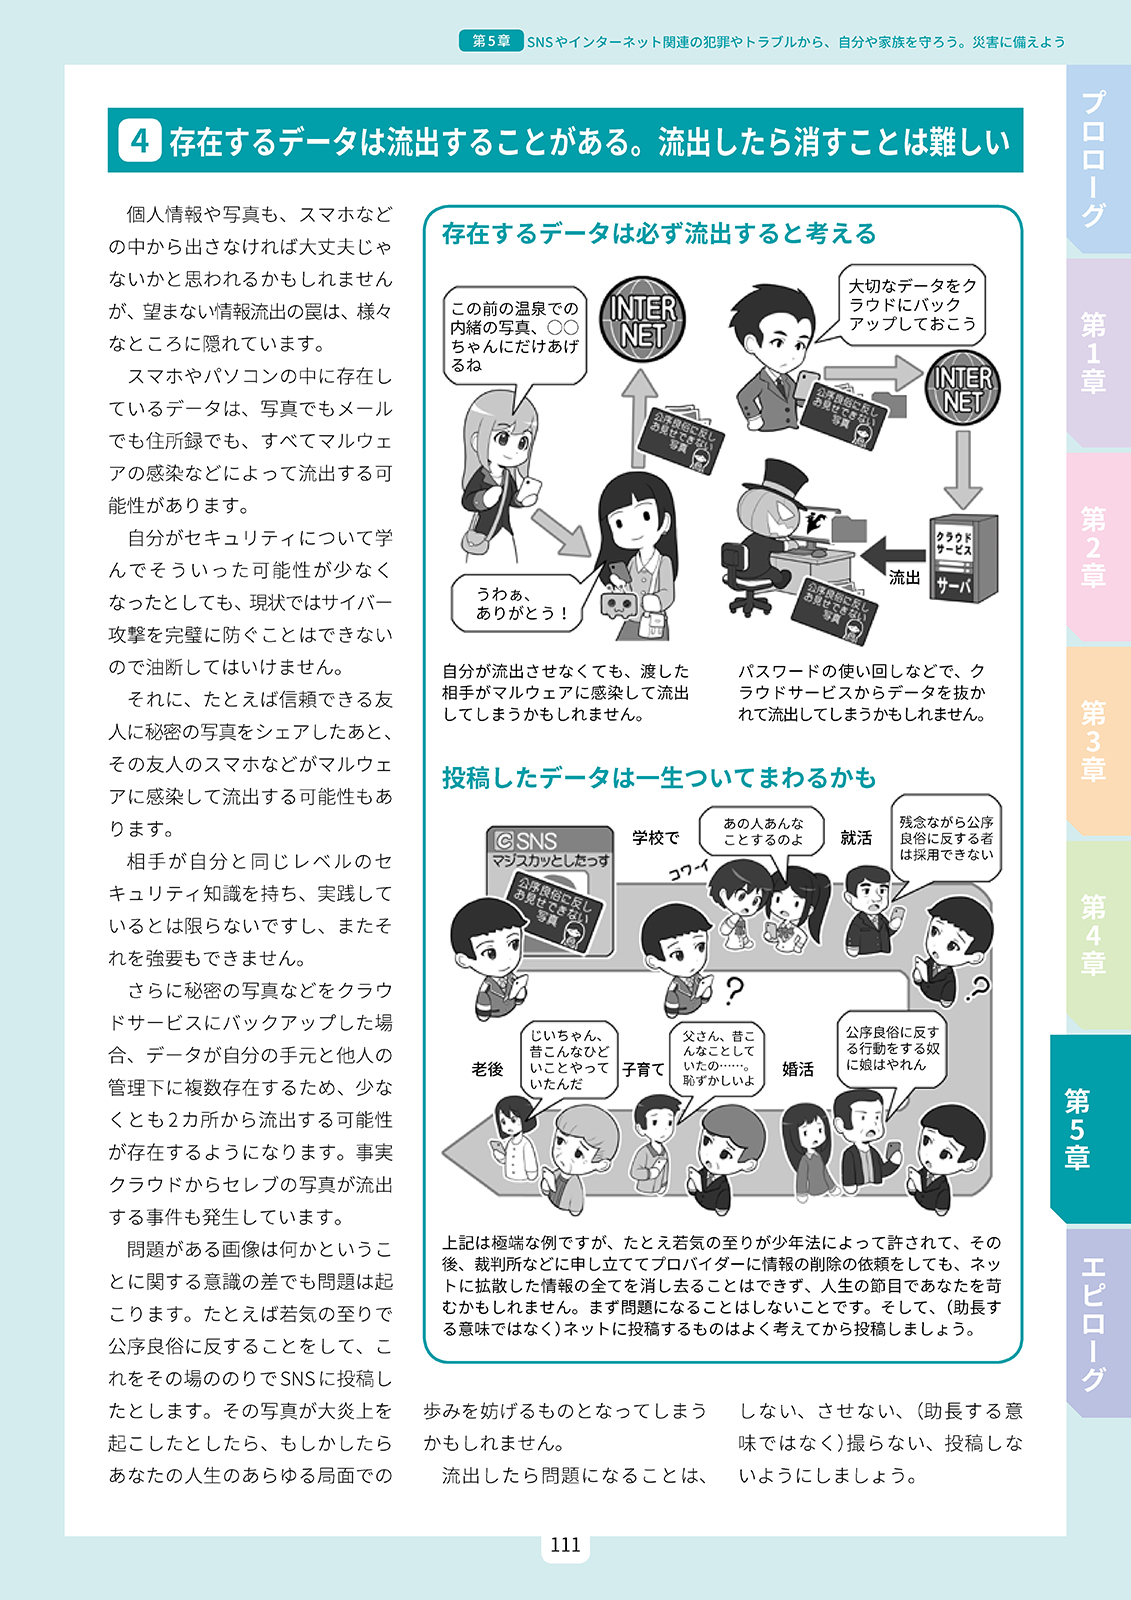 第5章 SNSやインターネット関連の犯罪やトラブルから、自分や家族を守ろう。災害に備えよう
4 存在するデータは流出することがある。流出したら消すことは難しい
個人情報や写真も、スマホなど
の中から出さなければ大丈夫じゃ
ないかと思われるかもしれません
が、望まない情報流出の罠は、様々
なところに隠れています。
スマホやパソコンの中に存在し
ているデータは、写真でもメール
でも住所録でも、すべてマルウェ
アの感染などによって流出する可
能性があります。
自分がセキュリティについて学
んでそういった可能性が少なく
なったとしても、現状ではサイバー
攻撃を完璧に防ぐことはできない
ので油断してはいけません。
それに、たとえば信頼できる友
人に秘密の写真をシェアしたあと、
その友人のスマホなどがマルウェ
アに感染して流出する可能性もあ
ります。
相手が自分と同じレベルのセ
キュリティ知識を持ち、実践して
いるとは限らないですし、またそ
れを強要もできません。
さらに秘密の写真などをクラウ
ドサービスにバックアップした場
合、データが自分の手元と他人の
管理下に複数存在するため、少な
くとも2カ所から流出する可能性
が存在するようになります。事実
クラウドからセレブの写真が流出
する事件も発生しています。
問題がある画像は何かというこ
とに関する意識の差でも問題は起
こります。たとえば若気の至りで
公序良俗に反することをして、こ
れをその場ののりでSNSに投稿し
たとします。その写真が大炎上を
起こしたとしたら、もしかしたら
あなたの人生のあらゆる局面での
歩みを妨げるものとなってしまう
かもしれません。
流出したら問題になることは、
しない、させない、（助長する意
味ではなく）撮らない、投稿しな
いようにしましょう。
存在するデータは必ず流出すると考える
この前の温泉での
内緒の写真、○○
ちゃんにだけあげ
るね
INTER
NET
公序良俗に反し
お見せできない
写真
うわぁ、
ありがとう！
自分が流出させなくても、渡した
相手がマルウェアに感染して流出
してしまうかもしれません。
大切なデータをク
ラウドにバック
アップしておこう
公序良俗に反し
お見せできない
写真
INTER
NET
クラウド
サービス
サーバ
流出
公序良俗に反し
お見せできない
写真
パスワードの使い回しなどで、ク
ラウドサービスからデータを抜か
れて流出してしまうかもしれません。
投稿したデータは一生ついてまわるかも
SNS
マジスカッとしたっす
公序良俗に反し
お見せできない
写真
学校で
あの人あんな
ことするのよ
コワーイ
?
就活
残念ながら公序
良俗に反する者
は採用できない
?
婚活
公序良俗に反す
る行動をする奴
に娘はやれん
子育て
父さん、昔こ
んなことして
いたの……。
恥ずかしいよ
老後
じいちゃん、
昔こんなひど
いことやって
いたんだ
上記は極端な例ですが、たとえ若気の至りが少年法によって許されて、その
後、裁判所などに申し立ててプロバイダーに情報の削除の依頼をしても、ネッ
トに拡散した情報の全てを消し去ることはできず、人生の節目であなたを苛
むかもしれません。まず問題になることはしないことです。そして、（助長す
る意味ではなく）ネットに投稿するものはよく考えてから投稿しましょう。
プロローグ
第1章
第2章
第3章
第4章
第5章
エピローグ
111